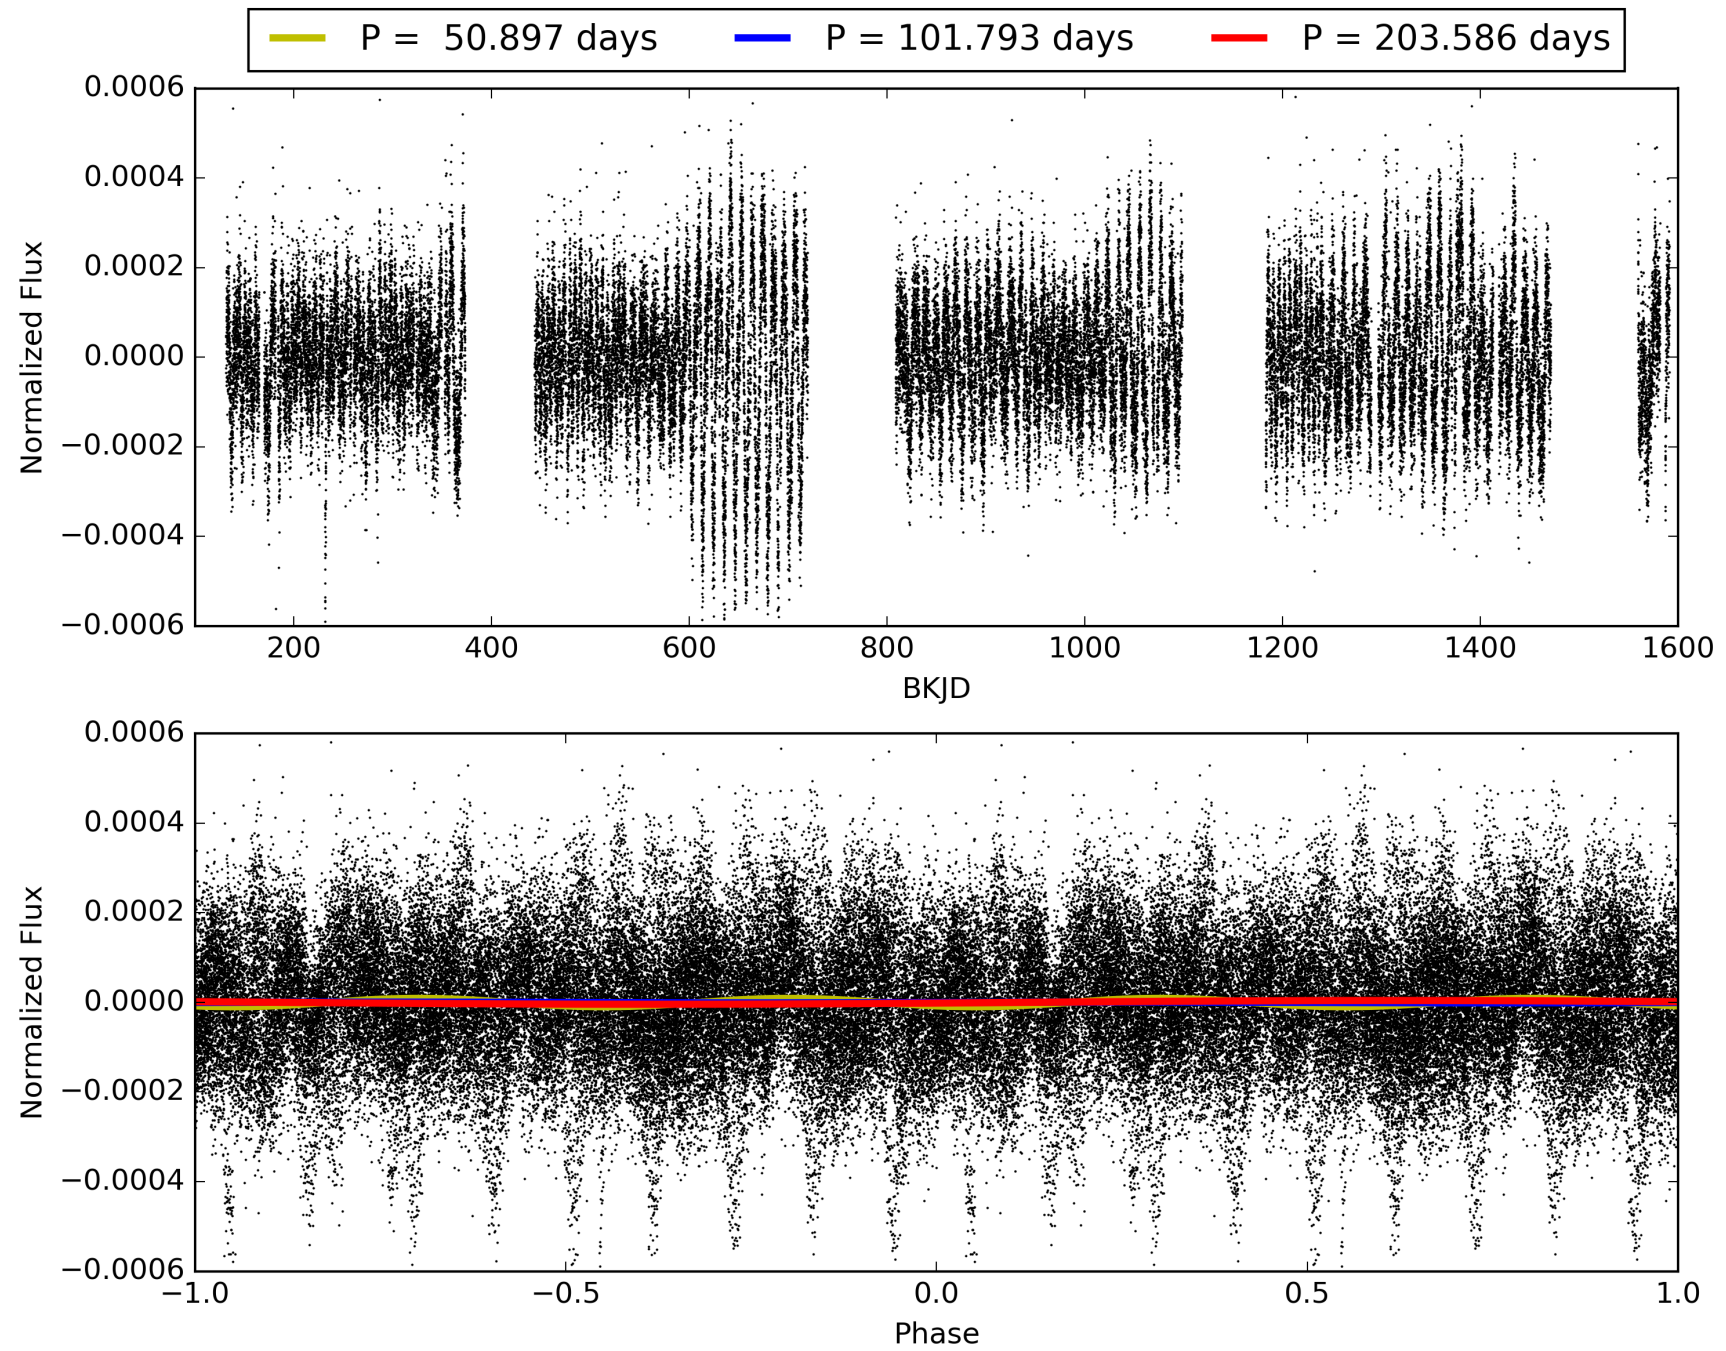 P = 50.897 days P = 101.793 days P = 203.586 days
0.0006
0.0004
0.0002
0.0000
−0.0002
−0.0004
−0.0006
Normalized Flux
200 400 600 800 1000 1200 1400 1600
BKJD
0.0006
0.0004
0.0002
0.0000
−0.0002
−0.0004
−0.0006
Normalized Flux
−1.0 −0.5 0.0 0.5 1.0
Phase